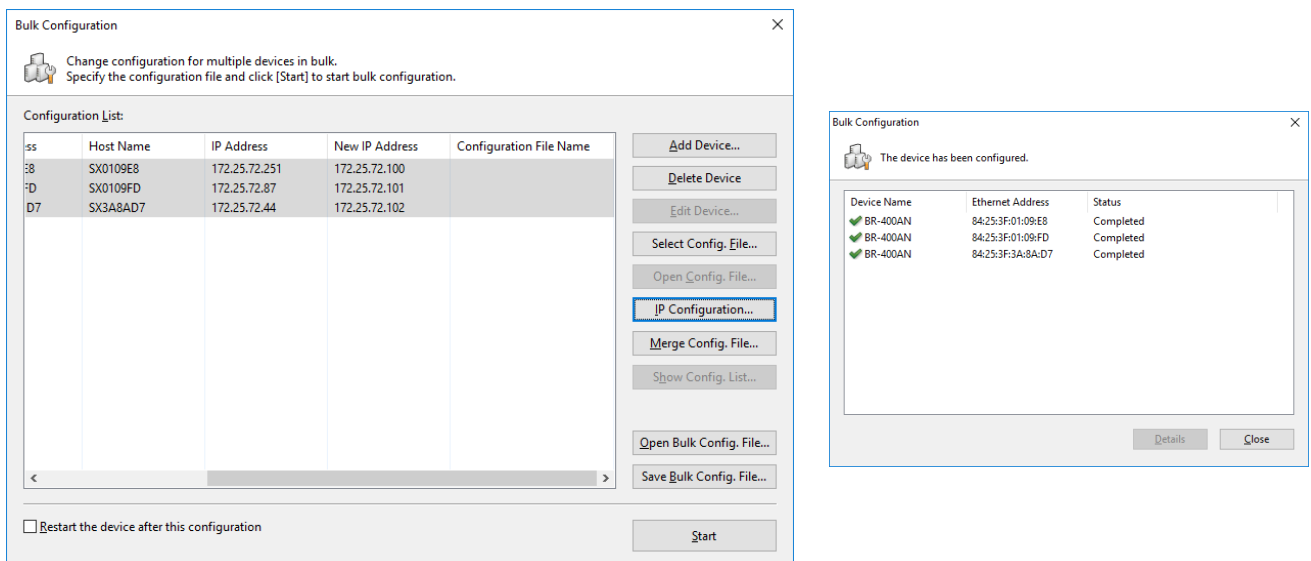 Bulk Configuration
Change configuration for multiple devices in bulk.
Specify the configuration file and click [Start] to start bulk configuration.
Configuration List:
ess Host Name IP Address New IP Address Configuration File Name
E8 SX0109E8 172.25.72.251 172.25.72.100
FD SX0109FD 172.25.72.87 172.25.72.101
D7 SX3A8AD7 172.25.72.44 172.25.72.102
Add Device...
Delete Device
Edit Device...
Select Config. File...
Open Config. File...
IP Configuration...
Merge Config. File...
Show Config. List...
Open Bulk Config. File...
Save Bulk Config. File...
Restart the device after this configuration
Start
Bulk Configuration
The device has been configured.
Device Name Ethernet Address Status
BR-400AN 84:25:3F:01:09:E8 Completed
BR-400AN 84:25:3F:01:09:FD Completed
BR-400AN 84:25:3F:3A:8A:D7 Completed
Details
Close